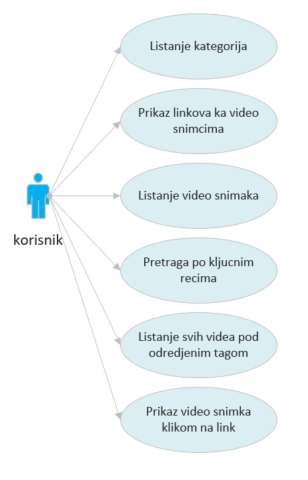 Listanje kategorija
Prikaz linkova ka video
snimcima
Listanje video snimaka
korisnik
Pretraga po kljucnim
recima
Listanje svih videa pod
odredjenim tagom
Prikaz video snimka
klikom na link